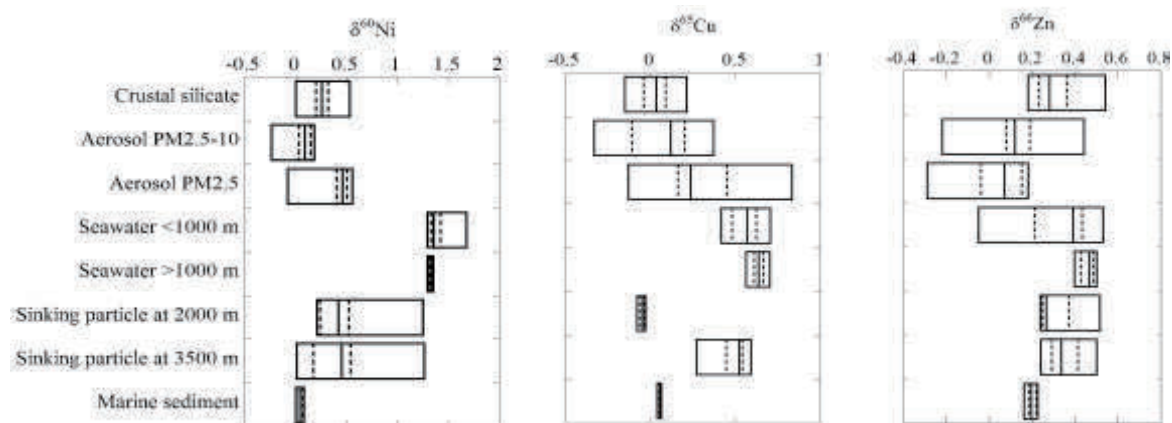 δ⁶⁰Ni
-0.5 0 0.5 1 1.5 2
δ⁶⁵Cu
-0.5 0 0.5 1
δ⁶⁶Zn
-0.4 0 0.2 0.4 0.6 0.8
Crustal silicate
Aerosol PM2.5-10
Aerosol PM2.5
Seawater <1000 m
Seawater >1000 m
Sinking particle at 2000 m
Sinking particle at 3500 m
Marine sediment